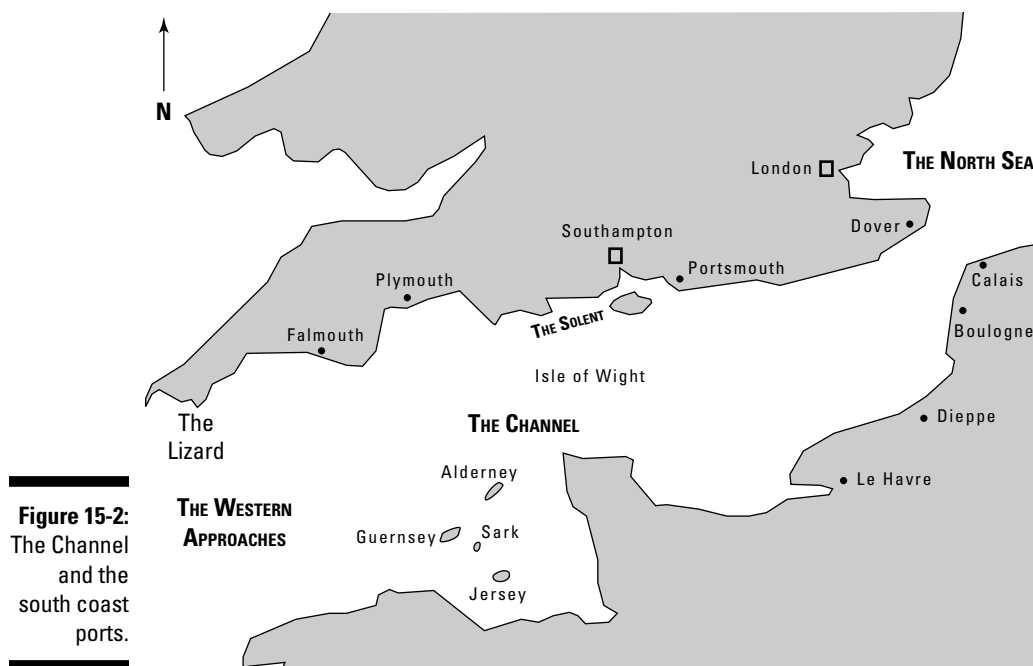 N
THE NORTH SEA
London
Dover
Southampton
Portsmouth
Calais
Plymouth
Boulogne
THE SOLENT
Falmouth
Isle of Wight
The
Lizard
THE CHANNEL
Dieppe
Alderney
Le Havre
THE WESTERN
APPROACHES
Guernsey
Sark
Jersey
Figure 15-2:
The Channel
and the
south coast
ports.